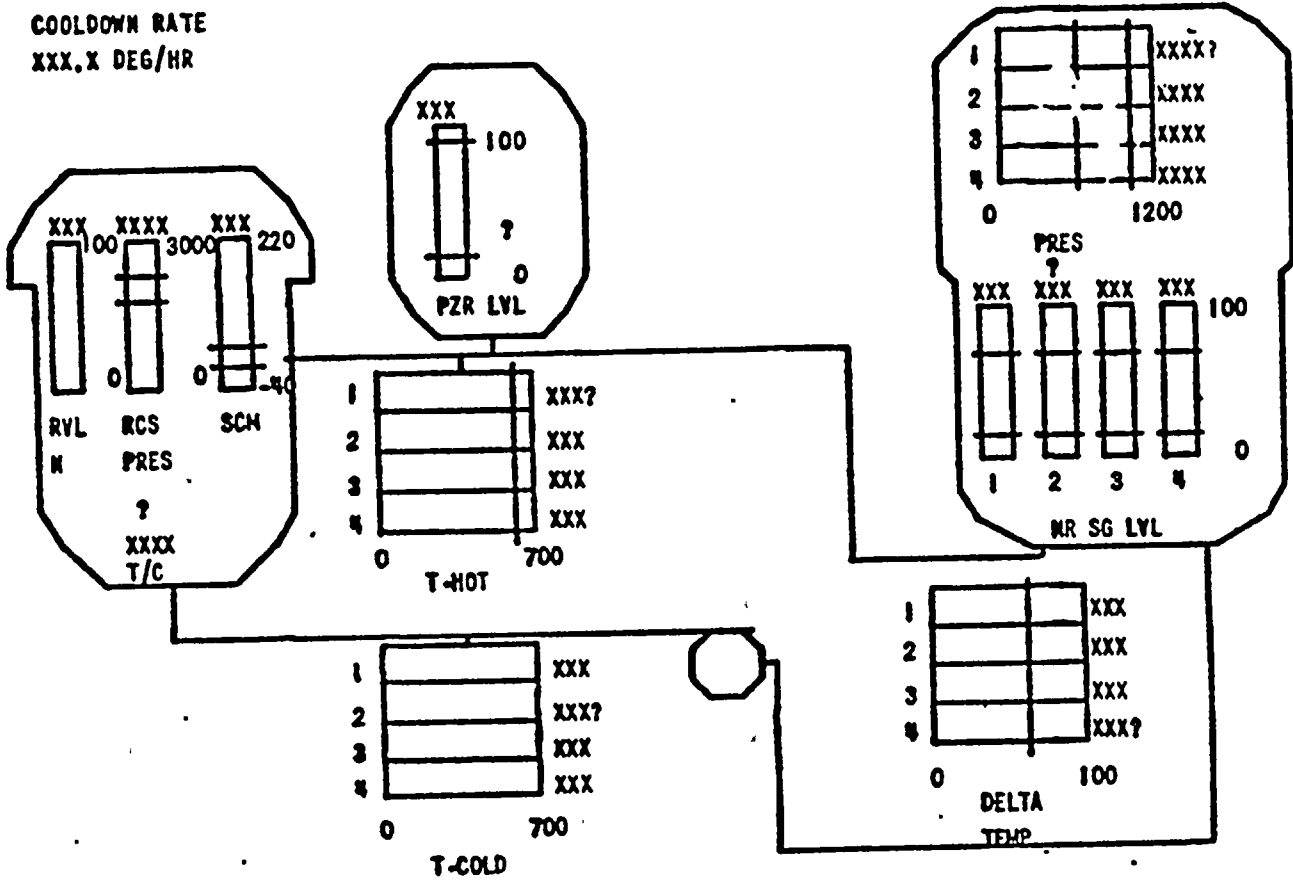 COOLDOWN RATE
XXX.X DEG/HR
XXX XXXX XXX
100 3000 220
0 0 -40
RVL RCS SCM
N PRES
?
XXXX
T/C
XXX
100
?
0
PZR LVL
1 XXX?
2 XXX
3 XXX
4 XXX
0 700
T-HOT
1 XXX
2 XXX?
3 XXX
4 XXX
0 700
T-COLD
1 XXXX?
2 XXXX
3 XXXX
4 XXXX
0 1200
PRES
?
XXX XXX XXX XXX
100
0
1 2 3 4
NR SG LVL
1 XXX
2 XXX
3 XXX
4 XXX?
0 100
DELTA
TEMP